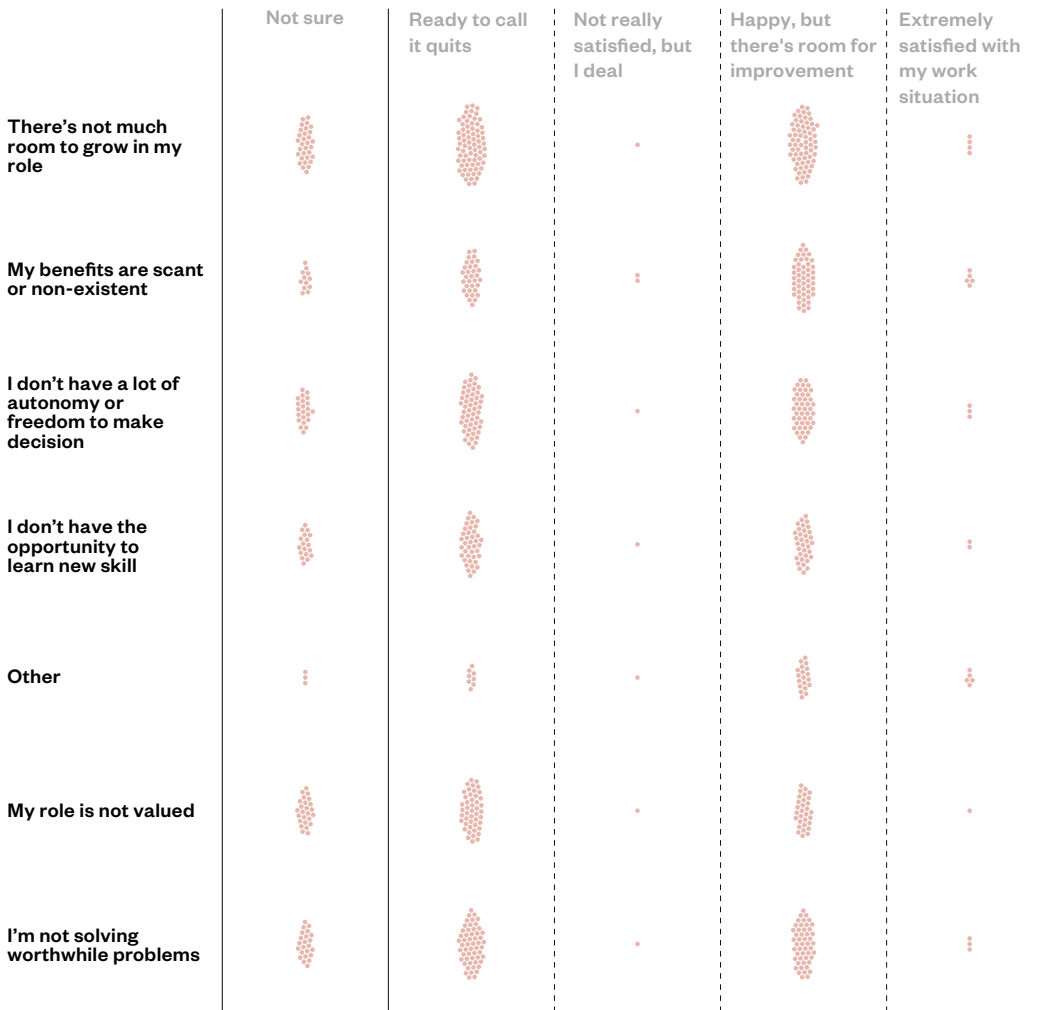 Not sure
Ready to call
it quits
Not really
satisfied, but
I deal
Happy, but
there's room for
improvement
Extremely
satisfied with
my work
situation
There’s not much
room to grow in my
role
My benefits are scant
or non-existent
I don’t have a lot of
autonomy or
freedom to make
decision
I don’t have the
opportunity to
learn new skill
Other
My role is not valued
I’m not solving
worthwhile problems